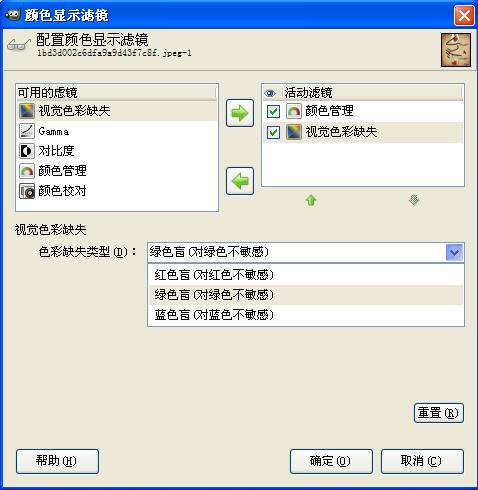 颜色显示滤镜
配置颜色显示滤镜
1bd3d002c6dfa9a9d43f7c8f.jpeg-1
可用的虑镜
视觉色彩缺失
Gamma
对比度
颜色管理
颜色校对
活动滤镜
颜色管理
视觉色彩缺失
视觉色彩缺失
色彩缺失类型(D)：
绿色盲(对绿色不敏感)
红色盲(对红色不敏感)
绿色盲(对绿色不敏感)
蓝色盲(对蓝色不敏感)
重置(R)
帮助(H)
确定(O)
取消(C)